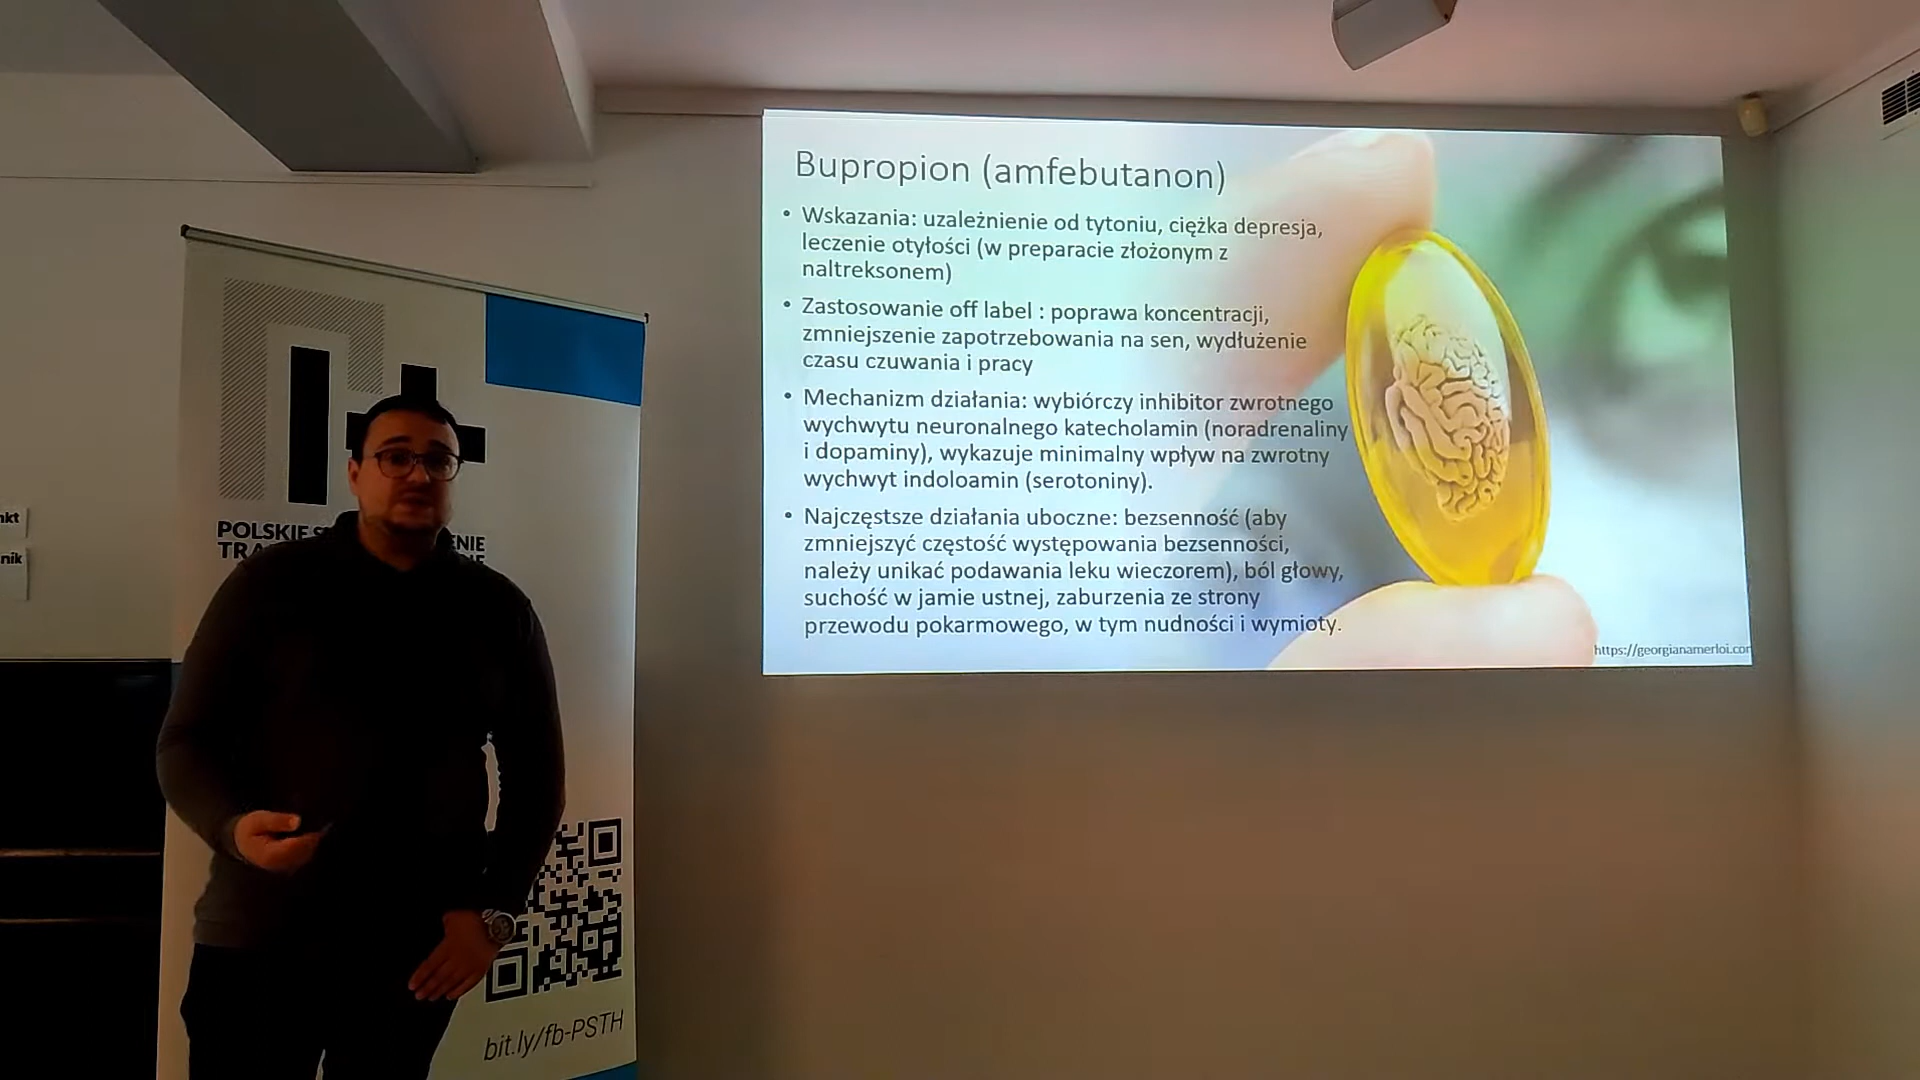 Bupropion (amfebutanon)
• Wskazania: uzależnienie od tytoniu, ciężka depresja,
leczenie otyłości (w preparacie złożonym z
naltreksonem)
• Zastosowanie off label : poprawa koncentracji,
zmniejszenie zapotrzebowania na sen, wydłużenie
czasu czuwania i pracy
• Mechanizm działania: wybiórczy inhibitor zwrotnego
wychwytu neuronalnego katecholamin (noradrenaliny
i dopaminy), wykazuje minimalny wpływ na zwrotny
wychwyt indoloamin (serotoniny).
• Najczęstsze działania uboczne: bezsenność (aby
zmniejszyć częstość występowania bezsenności,
należy unikać podawania leku wieczorem), ból głowy,
suchość w jamie ustnej, zaburzenia ze strony
przewodu pokarmowego, w tym nudności i wymioty.
https://georgianamerloi.cor
nkt
nik
POLSKIE
bit.ly/fb-PSTH